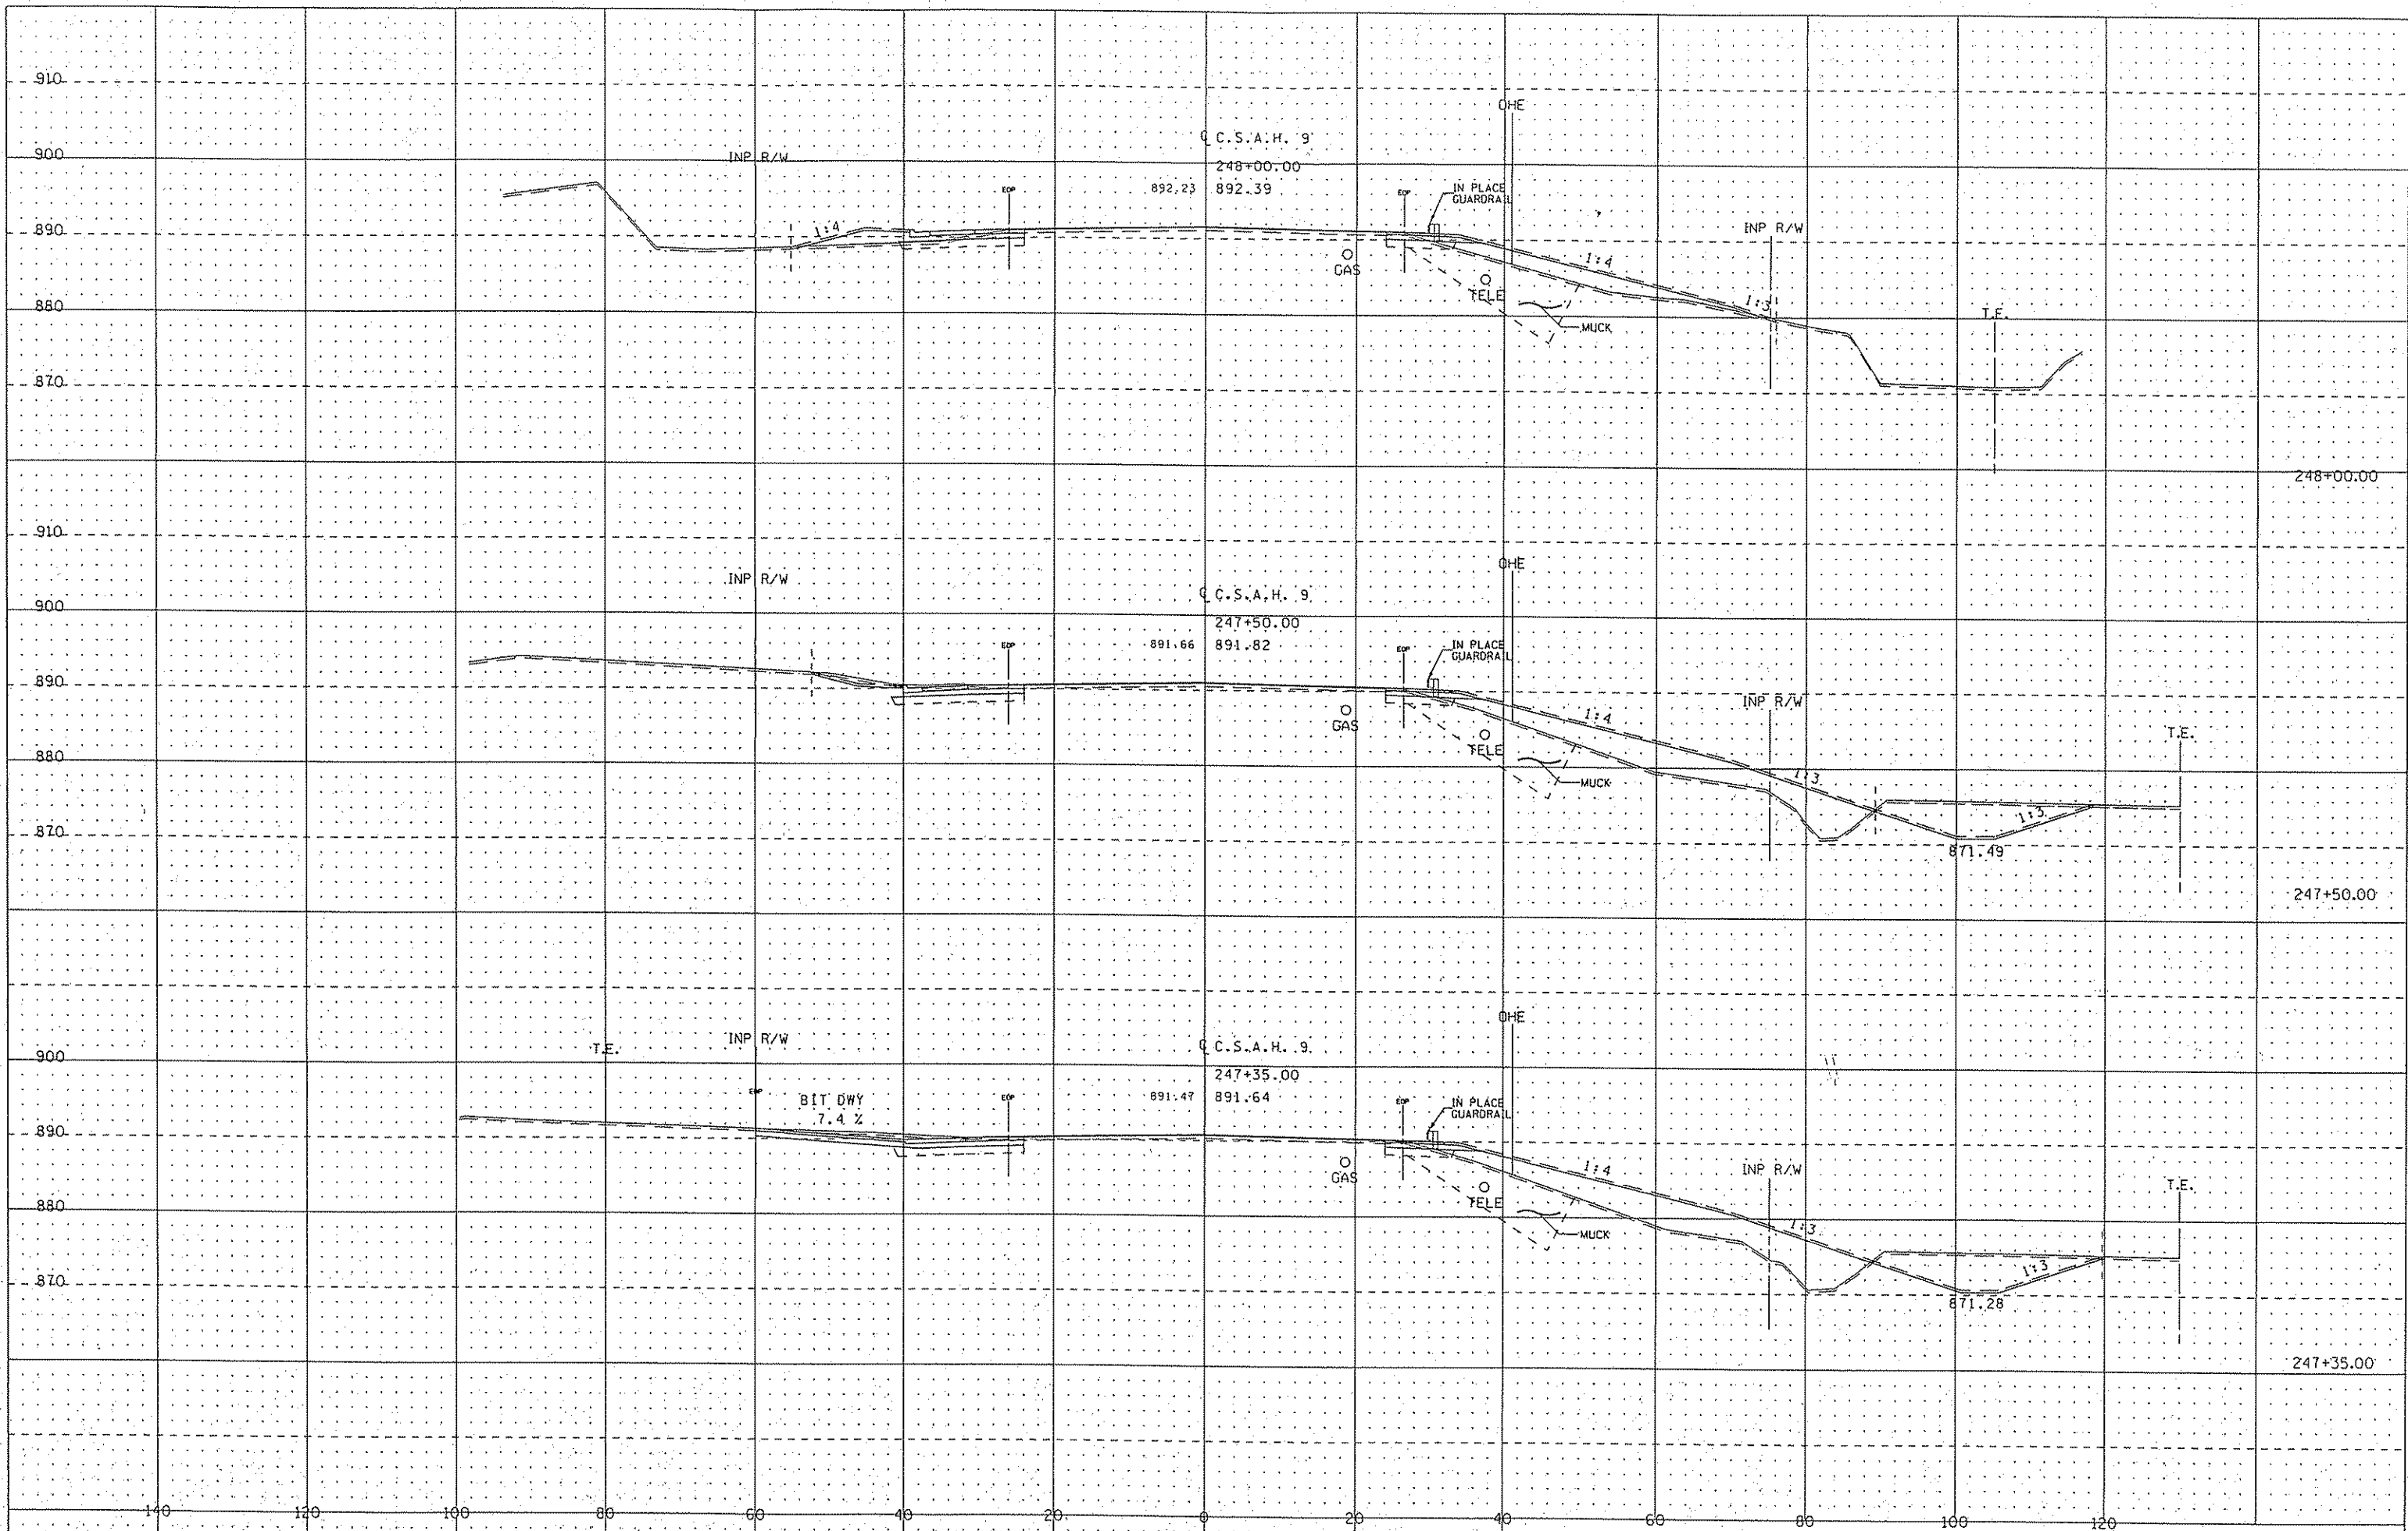 910
OHE
℄ C.S.A.H. 9
900
INP R/W
248+00.00
892.23 892.39
EOP
EOP
IN PLACE
GUARDRAIL
890
1:4
INP R/W
GAS
1:4
TELE
880
1:3
MUCK
T.E.
870
248+00.00
910
OHE
INP R/W
℄ C.S.A.H. 9
900
247+50.00
891.66 891.82
EOP
EOP
IN PLACE
GUARDRAIL
890
INP R/W
GAS
1:4
TELE
T.E.
880
1:3
MUCK
870
1:3
871.49
247+50.00
OHE
INP R/W
T.E.
℄ C.S.A.H. 9
900
247+35.00
EOP
BIT DWY
7.4 %
EOP
891.47 891.64
EOP
IN PLACE
GUARDRAIL
890
GAS
1:4
INP R/W
T.E.
TELE
880
MUCK
1:3
870
1:3
871.28
247+35.00
140 120 100 80 60 40 20 0 20 40 60 80 100 120